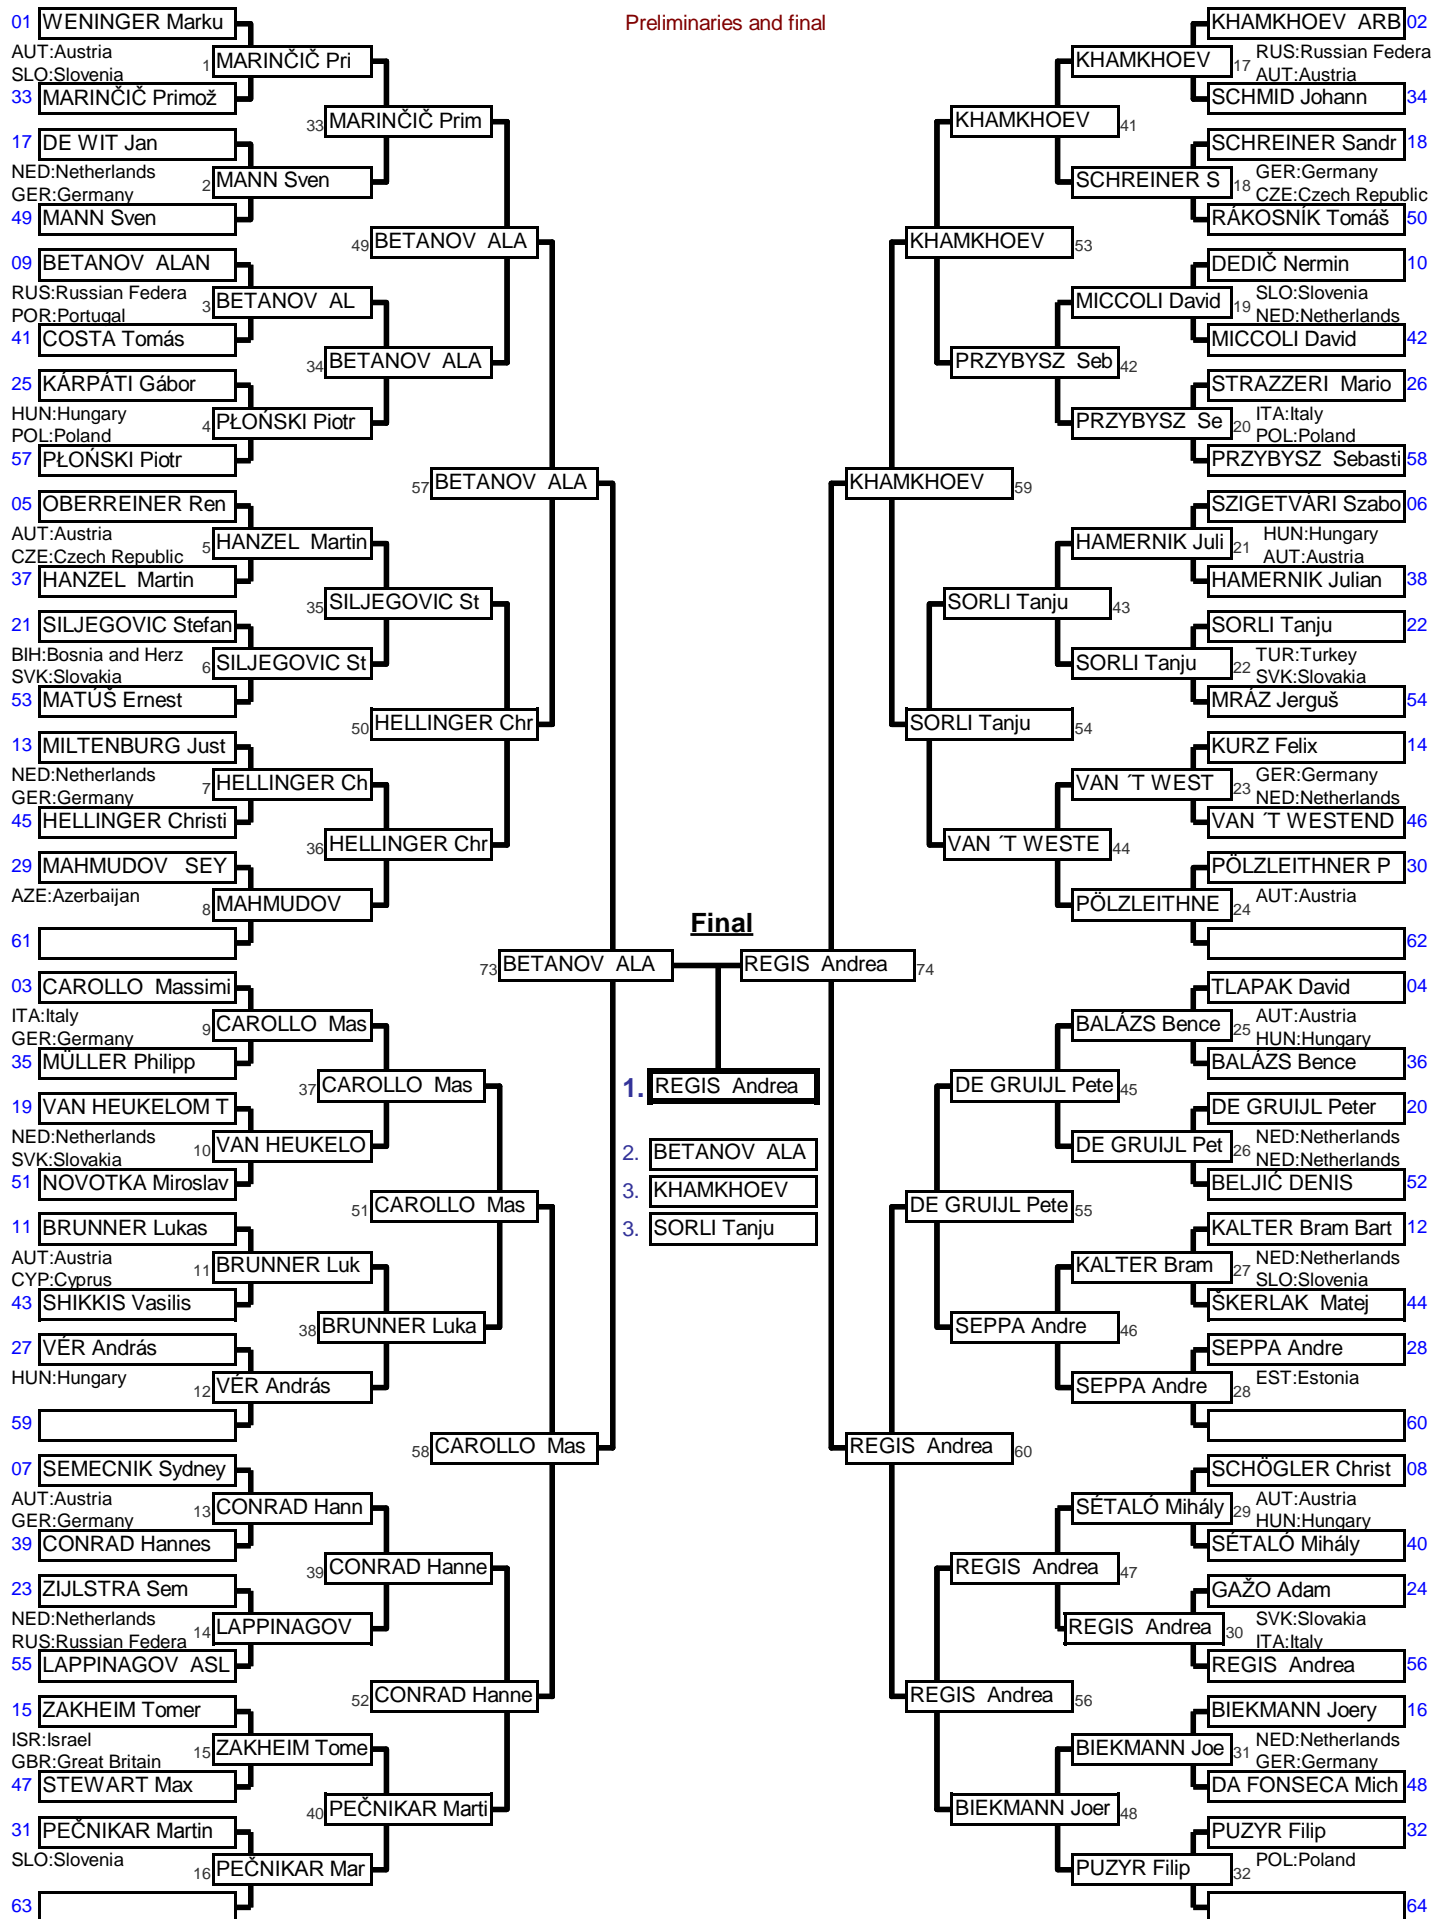 Preliminaries and final
01 WENINGER Marku
AUT:Austria
SLO:Slovenia
33 MARINČIČ Primož
1 MARINČIČ Pri
17 DE WIT Jan
NED:Netherlands
GER:Germany
49 MANN Sven
2 MANN Sven
33 MARINČIČ Prim
09 BETANOV ALAN
RUS:Russian Federa
POR:Portugal
41 COSTA Tomás
3 BETANOV AL
25 KÁRPÁTI Gábor
HUN:Hungary
POL:Poland
57 PŁOŃSKI Piotr
4 PŁOŃSKI Piotr
34 BETANOV ALA
49 BETANOV ALA
05 OBERREINER Ren
AUT:Austria
CZE:Czech Republic
37 HANZEL Martin
5 HANZEL Martin
21 SILJEGOVIC Stefan
BIH:Bosnia and Herz
SVK:Slovakia
53 MATÚŠ Ernest
6 SILJEGOVIC St
35 SILJEGOVIC St
13 MILTENBURG Just
NED:Netherlands
GER:Germany
45 HELLINGER Christi
7 HELLINGER Ch
29 MAHMUDOV SEY
AZE:Azerbaijan
61
8 MAHMUDOV
36 HELLINGER Chr
50 HELLINGER Chr
57 BETANOV ALA
03 CAROLLO Massimi
ITA:Italy
GER:Germany
35 MÜLLER Philipp
9 CAROLLO Mas
19 VAN HEUKELOM T
NED:Netherlands
SVK:Slovakia
51 NOVOTKA Miroslav
10 VAN HEUKELO
37 CAROLLO Mas
11 BRUNNER Lukas
AUT:Austria
CYP:Cyprus
43 SHIKKIS Vasilis
11 BRUNNER Luk
27 VÉR András
HUN:Hungary
59
12 VÉR András
38 BRUNNER Luka
51 CAROLLO Mas
07 SEMECNIK Sydney
AUT:Austria
GER:Germany
39 CONRAD Hannes
13 CONRAD Hann
23 ZIJLSTRA Sem
NED:Netherlands
RUS:Russian Federa
55 LAPPINAGOV ASL
14 LAPPINAGOV
39 CONRAD Hanne
15 ZAKHEIM Tomer
ISR:Israel
GBR:Great Britain
47 STEWART Max
15 ZAKHEIM Tome
31 PEČNIKAR Martin
SLO:Slovenia
63
16 PEČNIKAR Mar
40 PEČNIKAR Marti
52 CONRAD Hanne
58 CAROLLO Mas
Final
73 BETANOV ALA
REGIS Andrea 74
1. REGIS Andrea
2. BETANOV ALA
3. KHAMKHOEV
3. SORLI Tanju
KHAMKHOEV ARB 02
RUS:Russian Federa
AUT:Austria
SCHMID Johann 34
KHAMKHOEV 17
SCHREINER Sandr 18
GER:Germany
CZE:Czech Republic
RÁKOSNÍK Tomáš 50
SCHREINER S 18
KHAMKHOEV 41
DEDIČ Nermin 10
SLO:Slovenia
NED:Netherlands
MICCOLI David 42
MICCOLI David 19
STRAZZERI Mario 26
ITA:Italy
POL:Poland
PRZYBYSZ Sebasti 58
PRZYBYSZ Se 20
PRZYBYSZ Seb 42
KHAMKHOEV 53
SZIGETVÁRI Szabo 06
HUN:Hungary
AUT:Austria
HAMERNIK Julian 38
HAMERNIK Juli 21
SORLI Tanju 22
TUR:Turkey
SVK:Slovakia
MRÁZ Jerguš 54
SORLI Tanju 22
SORLI Tanju 43
KURZ Felix 14
GER:Germany
NED:Netherlands
VAN ´T WESTEND 46
VAN ´T WEST 23
PÖLZLEITHNER P 30
AUT:Austria
62
PÖLZLEITHNE 24
VAN ´T WESTE 44
SORLI Tanju 54
KHAMKHOEV 59
TLAPAK David 04
AUT:Austria
HUN:Hungary
BALÁZS Bence 36
BALÁZS Bence 25
DE GRUIJL Peter 20
NED:Netherlands
NED:Netherlands
BELJIĆ DENIS 52
DE GRUIJL Pet 26
DE GRUIJL Pete 45
KALTER Bram Bart 12
NED:Netherlands
SLO:Slovenia
ŠKERLAK Matej 44
KALTER Bram 27
SEPPA Andre 28
EST:Estonia
60
SEPPA Andre 28
SEPPA Andre 46
DE GRUIJL Pete 55
SCHÖGLER Christ 08
AUT:Austria
HUN:Hungary
SÉTALÓ Mihály 40
SÉTALÓ Mihály 29
GAŽO Adam 24
SVK:Slovakia
ITA:Italy
REGIS Andrea 56
REGIS Andrea 30
REGIS Andrea 47
BIEKMANN Joery 16
NED:Netherlands
GER:Germany
DA FONSECA Mich 48
BIEKMANN Joe 31
PUZYR Filip 32
POL:Poland
64
PUZYR Filip 32
BIEKMANN Joer 48
REGIS Andrea 56
REGIS Andrea 60